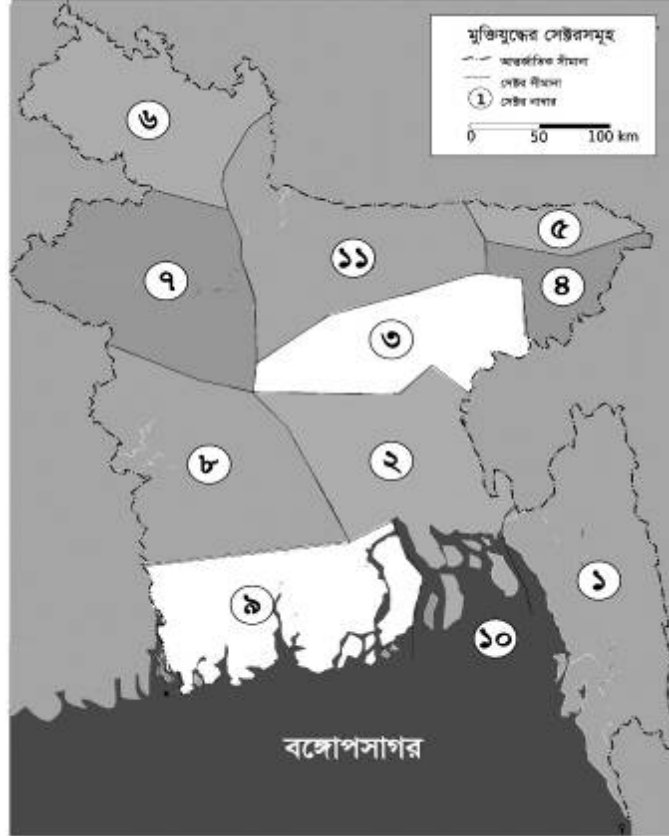 মুক্তিযুদ্ধের সেক্টরসমূহ
আন্তর্জাতিক সীমানা
সেক্টর সীমানা
1 সেক্টর নাম্বার
0 50 100 km
৬
৫
১১
৭
৪
৩
৮
২
১
৯
১০
বঙ্গোপসাগর